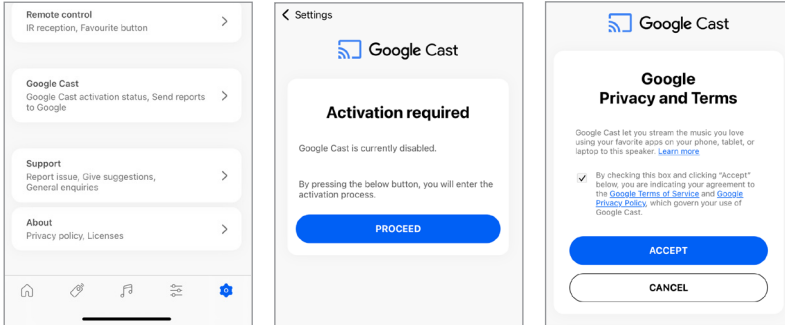 Remote control
IR reception, Favourite button
Google Cast
Google Cast activation status, Send reports
to Google
Support
Report issue, Give suggestions,
General enquiries
About
Privacy policy, Licenses
Settings
Google Cast
Activation required
Google Cast is currently disabled.
By pressing the below button, you will enter the
activation process.
PROCEED
Google Cast
Google
Privacy and Terms
Google Cast let you stream the music you love
using your favorite apps on your phone, tablet, or
laptop to this speaker. Learn more
By checking this box and clicking "Accept"
below, you are indicating your agreement to
the Google Terms of Service and Google
Privacy Policy, which govern your use of
Google Cast.
ACCEPT
CANCEL